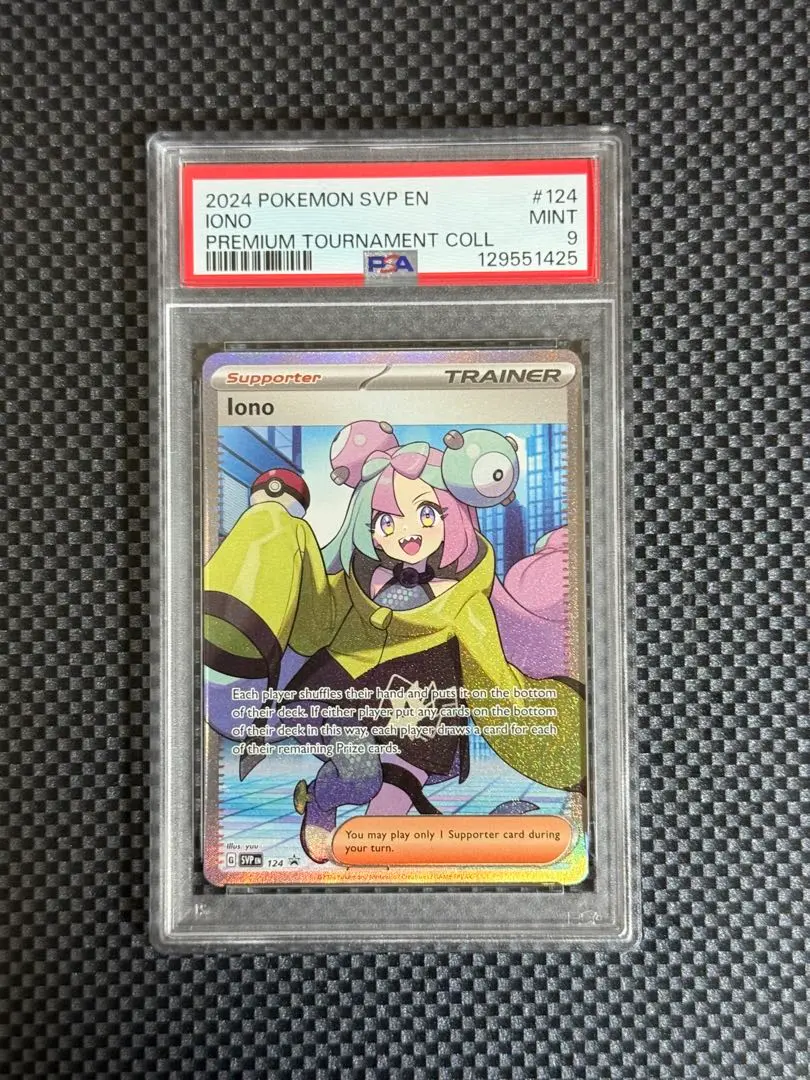 2024 POKEMON SVP EN #124
IONO MINT
PREMIUM TOURNAMENT COLL 9
PSA 129551425
Supporter TRAINER
Iono
Each player shuffles their hand and puts it on the bottom
of their deck. If either player put any cards on the bottom
of their deck in this way, each player draws a card for each
of their remaining Prize cards.
You may play only 1 Supporter card during
your turn.
Illus. yuu
G SVP EN 124